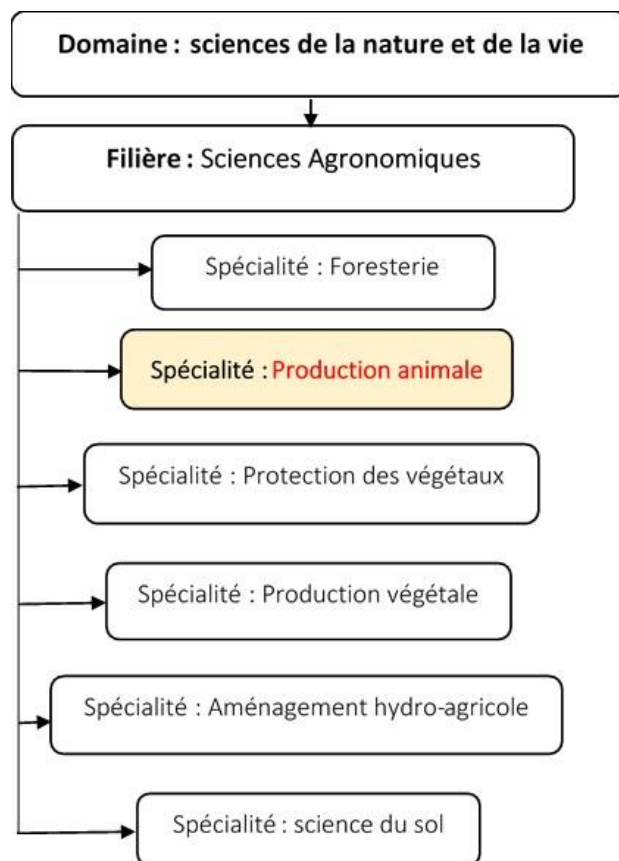 Domaine : sciences de la nature et de la vie
Filière : Sciences Agronomiques
Spécialité : Foresterie
Spécialité : Production animale
Spécialité : Protection des végétaux
Spécialité : Production végétale
Spécialité : Aménagement hydro-agricole
Spécialité : science du sol